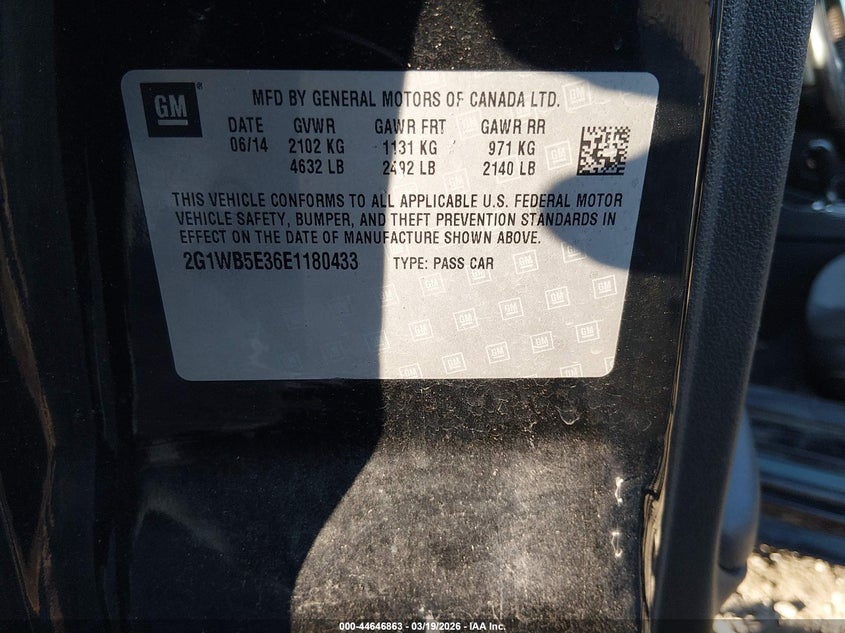 GM
MFD BY GENERAL MOTORS OF CANADA LTD.
DATE GVWR GAWR FRT GAWR RR
06/14 2102 KG 1131 KG 971 KG
4632 LB 2492 LB 2140 LB
THIS VEHICLE CONFORMS TO ALL APPLICABLE U.S. FEDERAL MOTOR
VEHICLE SAFETY, BUMPER, AND THEFT PREVENTION STANDARDS IN
EFFECT ON THE DATE OF MANUFACTURE SHOWN ABOVE.
2G1WB5E36E1180433 TYPE: PASS CAR
000-44646863 / 03/19/2026 - IAA Inc.